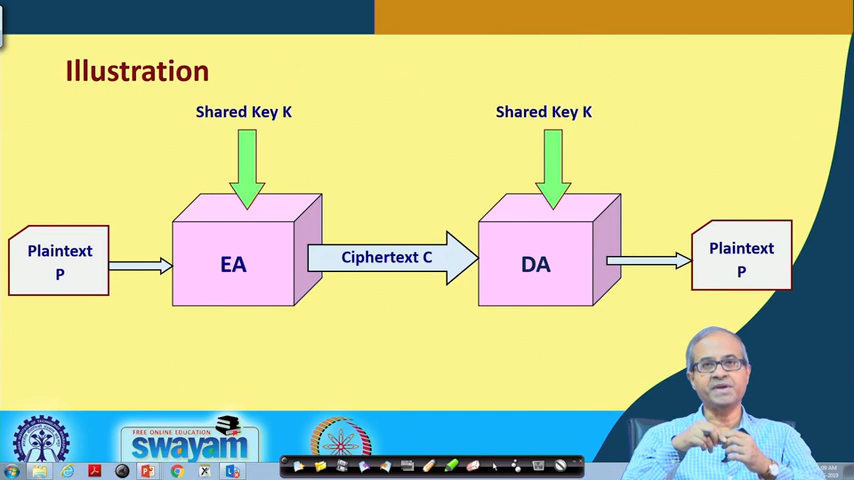 Illustration
Shared Key K
Shared Key K
Plaintext
P
EA
Ciphertext C
DA
Plaintext
P
FREE ONLINE EDUCATION
swayam